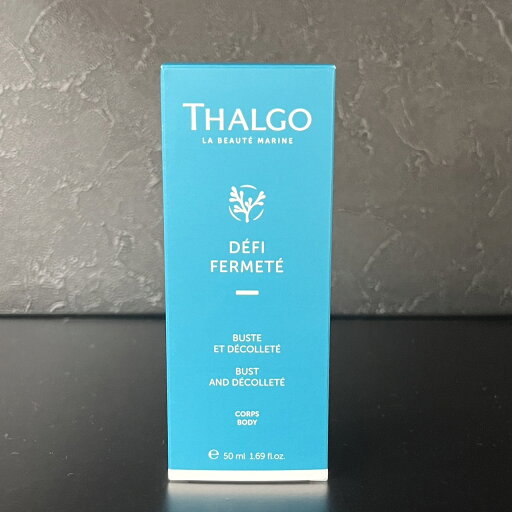 THALGO
LA BEAUTÉ MARINE
DÉFI
FERMETÉ
BUSTE
ET DÉCOLLETÉ
BUST
AND DÉCOLLETÉ
CORPS
BODY
℮ 50 ml 1.69 fl.oz.